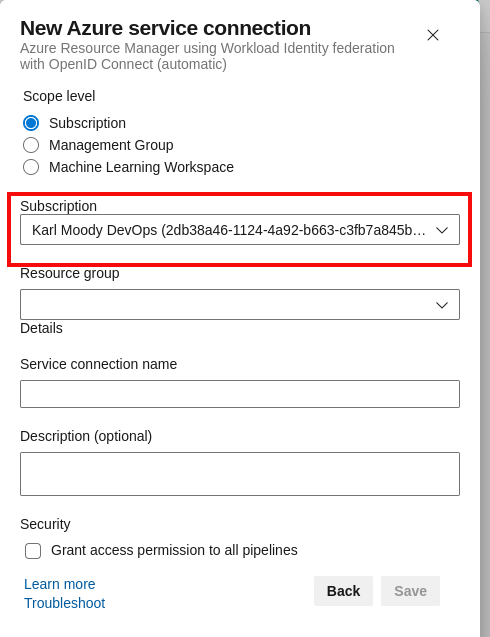 New Azure service connection
Azure Resource Manager using Workload Identity federation
with OpenID Connect (automatic)
Scope level
Subscription
Management Group
Machine Learning Workspace
Subscription
Karl Moody DevOps (2db38a46-1124-4a92-b663-c3fb7a845b...
Resource group
Details
Service connection name
Description (optional)
Security
Grant access permission to all pipelines
Learn more
Troubleshoot
Back
Save